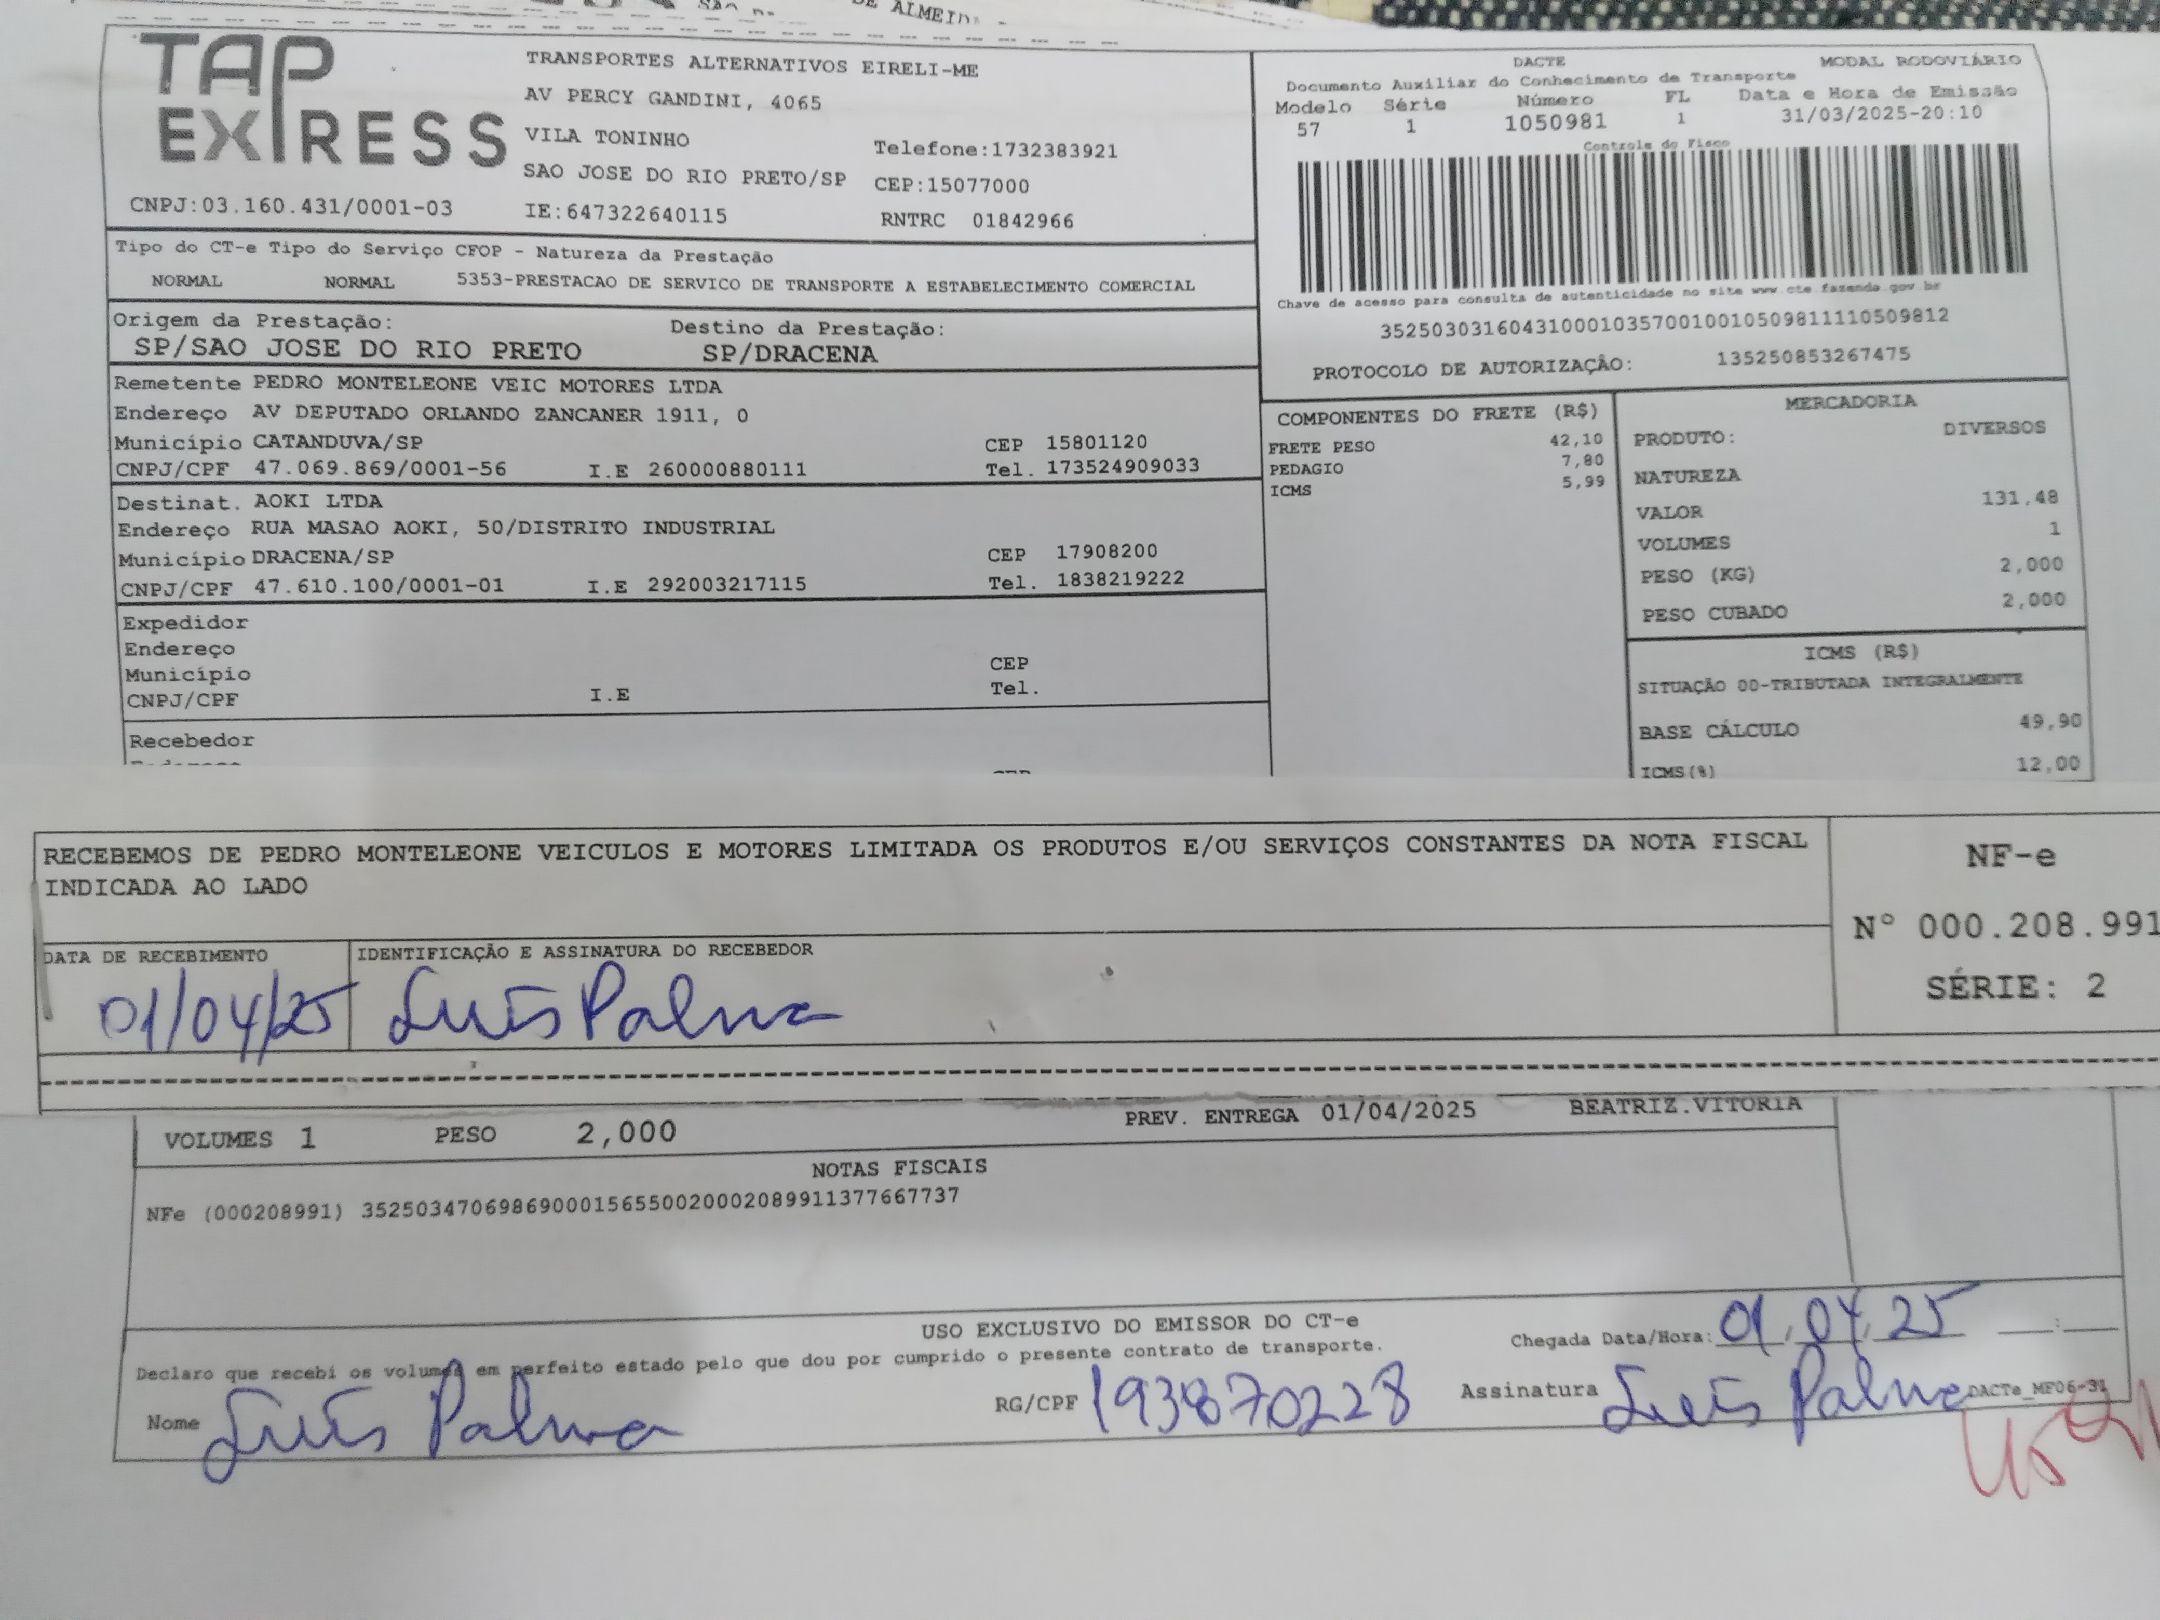 DE ALMEID
TAP EXPRESS
TRANSPORTES ALTERNATIVOS EIRELI-ME
AV PERCY GANDINI, 4065
VILA TONINHO
Telefone:1732383921
SAO JOSE DO RIO PRETO/SP CEP:15077000
CNPJ:03.160.431/0001-03 IE:647322640115 RNTRC 01842966
DACTE MODAL RODOVIÁRIO
Documento Auxiliar do Conhecimento de Transporte
Modelo Série Número FL Data e Hora de Emissão
57 1 1050981 1 31/03/2025-20:10
Controle do Fisco
Chave de acesso para consulta de autenticidade no site www.cte.fazenda.gov.br
35250303160431000103570010010509811110509812
PROTOCOLO DE AUTORIZAÇÃO: 135250853267475
Tipo do CT-e Tipo do Serviço CFOP - Natureza da Prestação
NORMAL NORMAL 5353-PRESTACAO DE SERVICO DE TRANSPORTE A ESTABELECIMENTO COMERCIAL
Origem da Prestação: Destino da Prestação:
SP/SAO JOSE DO RIO PRETO SP/DRACENA
Remetente PEDRO MONTELEONE VEIC MOTORES LTDA
Endereço AV DEPUTADO ORLANDO ZANCANER 1911, 0
Município CATANDUVA/SP CEP 15801120
CNPJ/CPF 47.069.869/0001-56 I.E 260000880111 Tel. 173524909033
Destinat. AOKI LTDA
Endereço RUA MASAO AOKI, 50/DISTRITO INDUSTRIAL
Município DRACENA/SP CEP 17908200
CNPJ/CPF 47.610.100/0001-01 I.E 292003217115 Tel. 1838219222
Expedidor
Endereço
Município CEP
CNPJ/CPF I.E Tel.
Recebedor
COMPONENTES DO FRETE (R$)
FRETE PESO 42,10
PEDAGIO 7,80
ICMS 5,99
MERCADORIA
PRODUTO: DIVERSOS
NATUREZA
VALOR 131,48
VOLUMES 1
PESO (KG) 2,000
PESO CUBADO 2,000
ICMS (R$)
SITUAÇÃO 00-TRIBUTADA INTEGRALMENTE
BASE CÁLCULO 49,90
ICMS(%) 12,00
RECEBEMOS DE PEDRO MONTELEONE VEICULOS E MOTORES LIMITADA OS PRODUTOS E/OU SERVIÇOS CONSTANTES DA NOTA FISCAL
INDICADA AO LADO
NF-e
N° 000.208.991
SÉRIE: 2
DATA DE RECEBIMENTO IDENTIFICAÇÃO E ASSINATURA DO RECEBEDOR
01/04/25 Luís Palma
VOLUMES 1 PESO 2,000 PREV. ENTREGA 01/04/2025 BEATRIZ.VITORIA
NOTAS FISCAIS
NFe (000208991) 35250347069869000156550020002089911377667737
USO EXCLUSIVO DO EMISSOR DO CT-e
Declaro que recebi os volumes em perfeito estado pelo que dou por cumprido o presente contrato de transporte.
Chegada Data/Hora: 01/04/25 :
Nome Luís Palma RG/CPF 193870228 Assinatura Luís Palma
DACTe_MF06-31